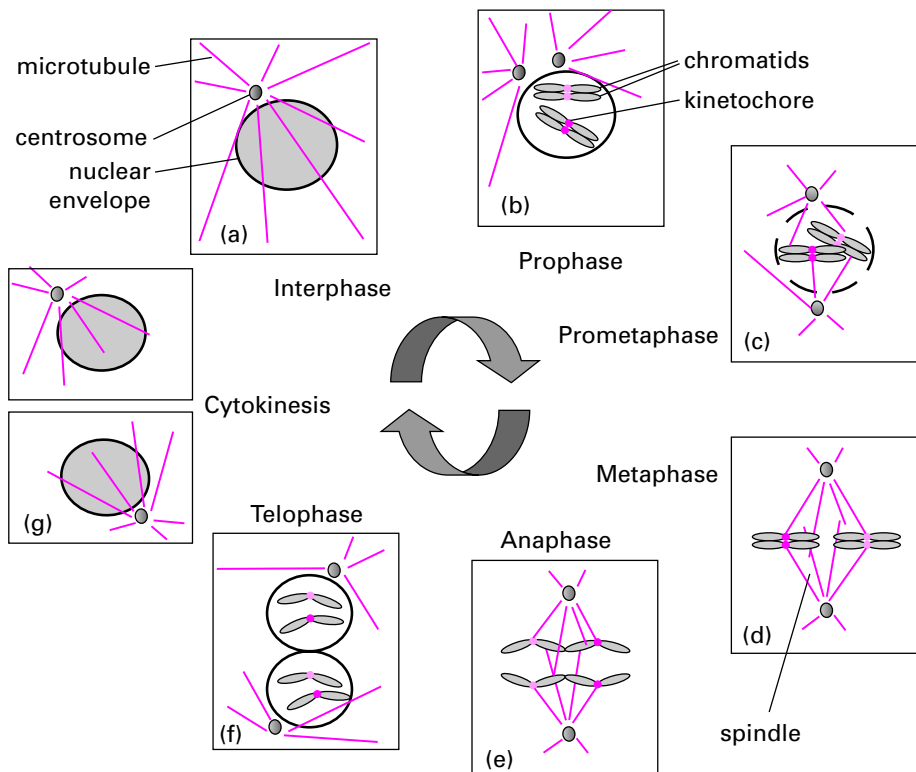 microtubule
centrosome
nuclear
envelope
(a)
(b)
chromatids
kinetochore
Interphase
Prophase
Prometaphase
(c)
Cytokinesis
(g)
Metaphase
(d)
spindle
Telophase
(f)
Anaphase
(e)